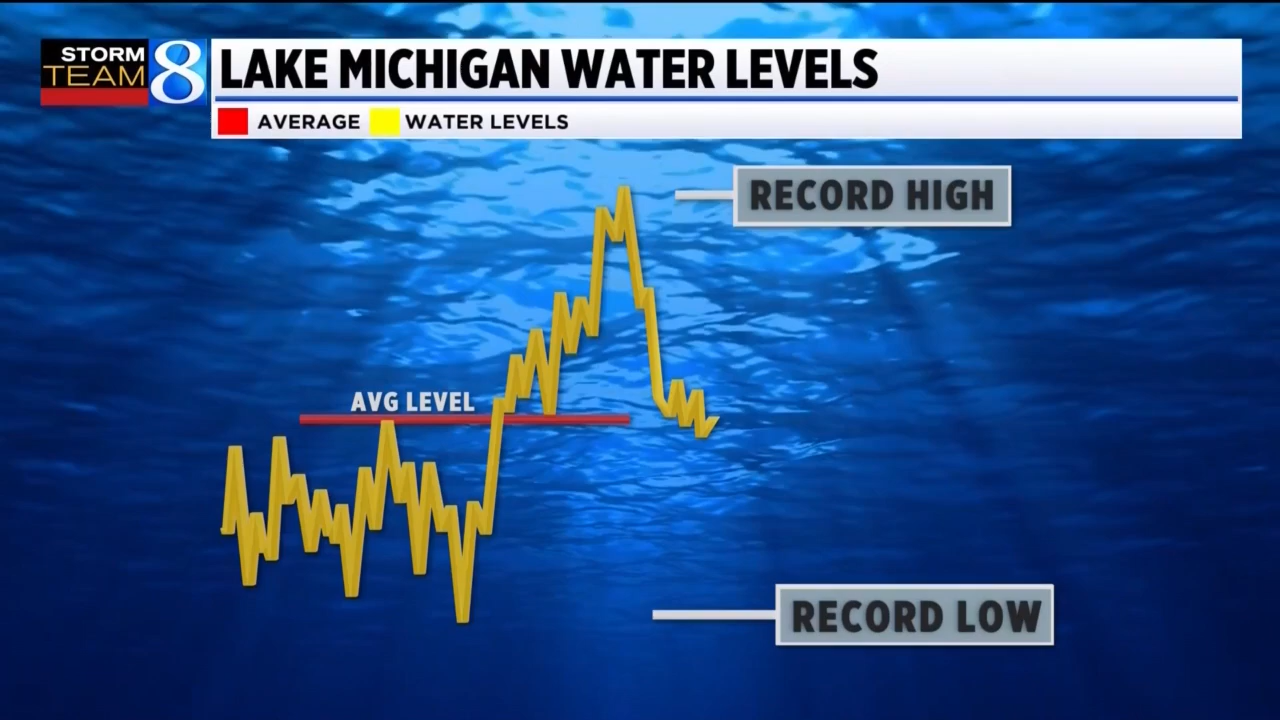 STORM
TEAM 8
LAKE MICHIGAN WATER LEVELS
AVERAGE WATER LEVELS
RECORD HIGH
AVG LEVEL
RECORD LOW